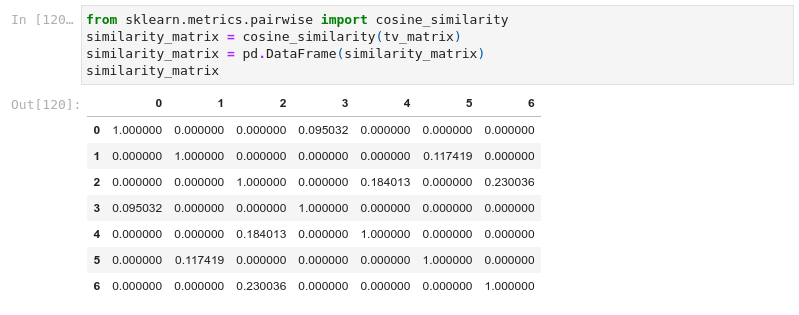 In [120…
from sklearn.metrics.pairwise import cosine_similarity
similarity_matrix = cosine_similarity(tv_matrix)
similarity_matrix = pd.DataFrame(similarity_matrix)
similarity_matrix
Out[120]:
0 1 2 3 4 5 6
0 1.000000 0.000000 0.000000 0.095032 0.000000 0.000000 0.000000
1 0.000000 1.000000 0.000000 0.000000 0.000000 0.117419 0.000000
2 0.000000 0.000000 1.000000 0.000000 0.184013 0.000000 0.230036
3 0.095032 0.000000 0.000000 1.000000 0.000000 0.000000 0.000000
4 0.000000 0.000000 0.184013 0.000000 1.000000 0.000000 0.000000
5 0.000000 0.117419 0.000000 0.000000 0.000000 1.000000 0.000000
6 0.000000 0.000000 0.230036 0.000000 0.000000 0.000000 1.000000